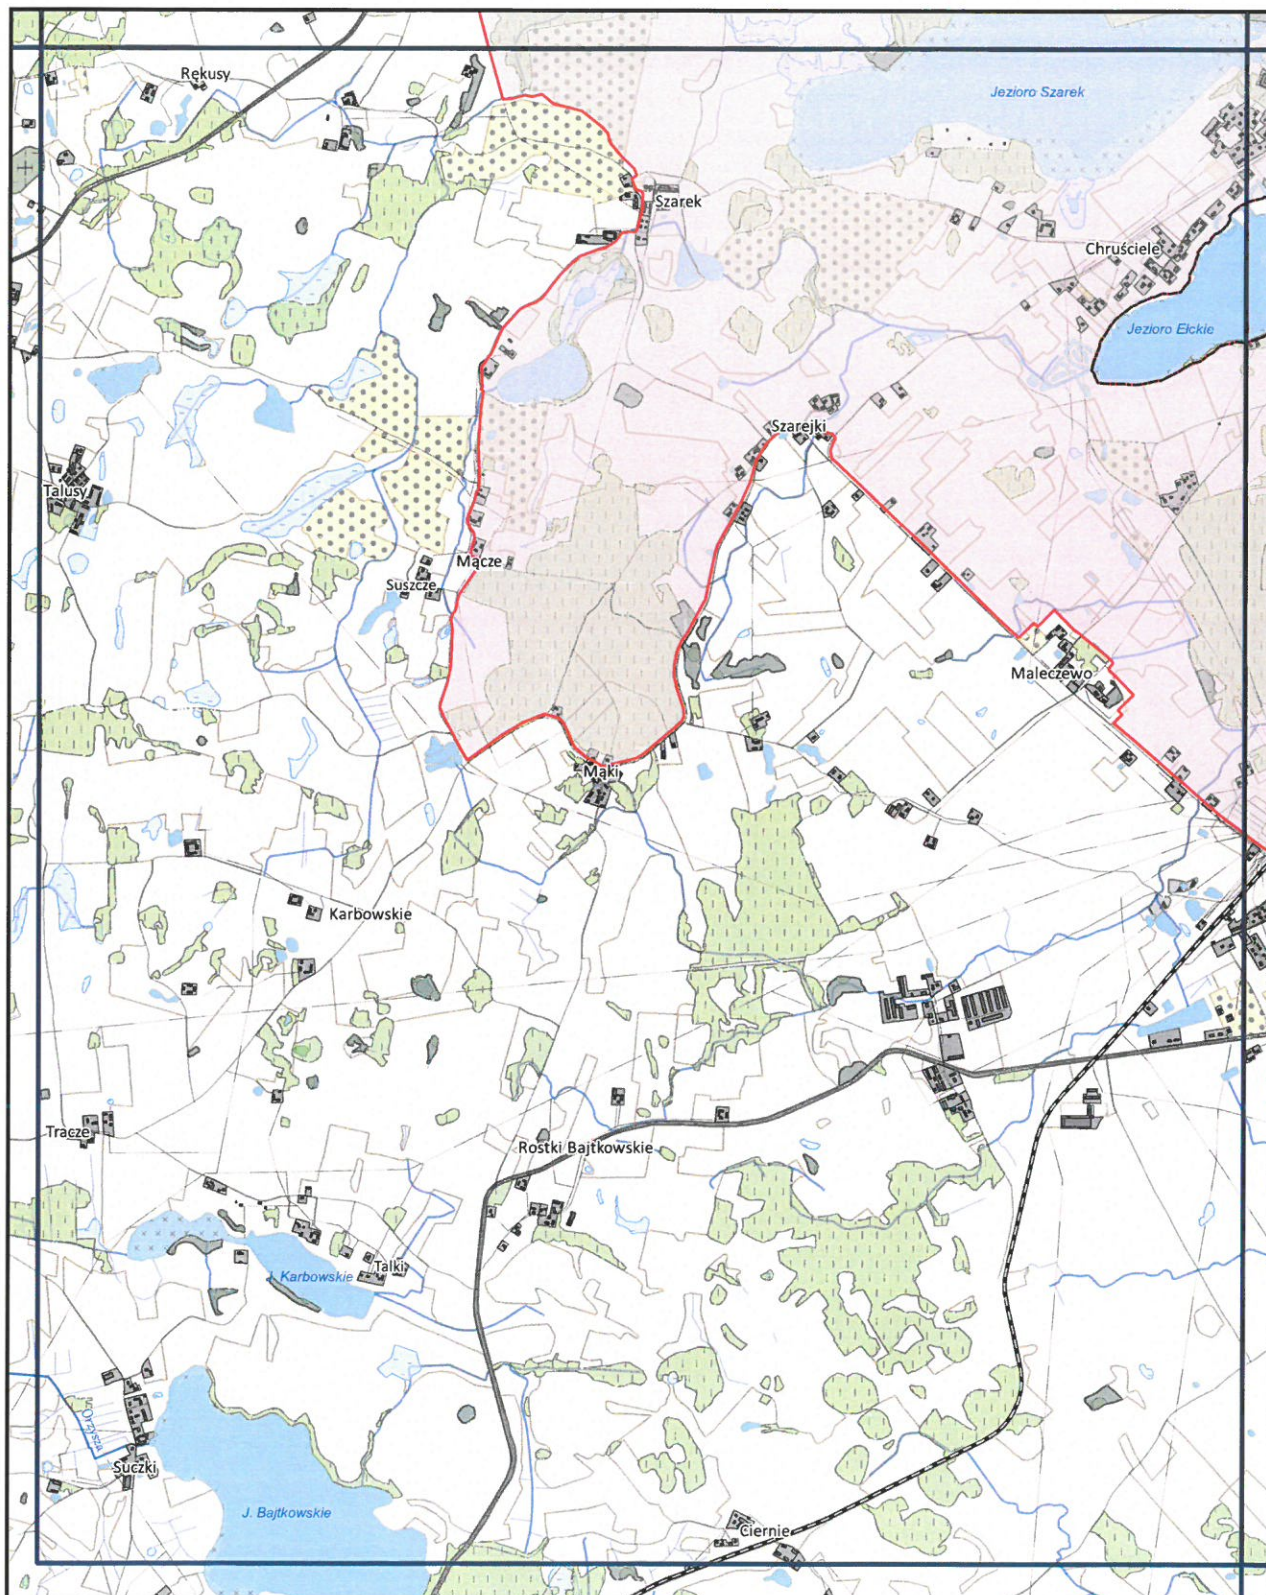 Rękusy
Jezioro Szarek
Szarek
Chruściele
Jezioro Ełckie
Szarejki
Talusy
Mącze
Suszcze
Maleczewo
Mąki
Karbowskie
Tracze
Rostki Bajtkowskie
J. Karbowskie
Talki
Orzysza
Suczki
J. Bajtkowskie
Ciernie